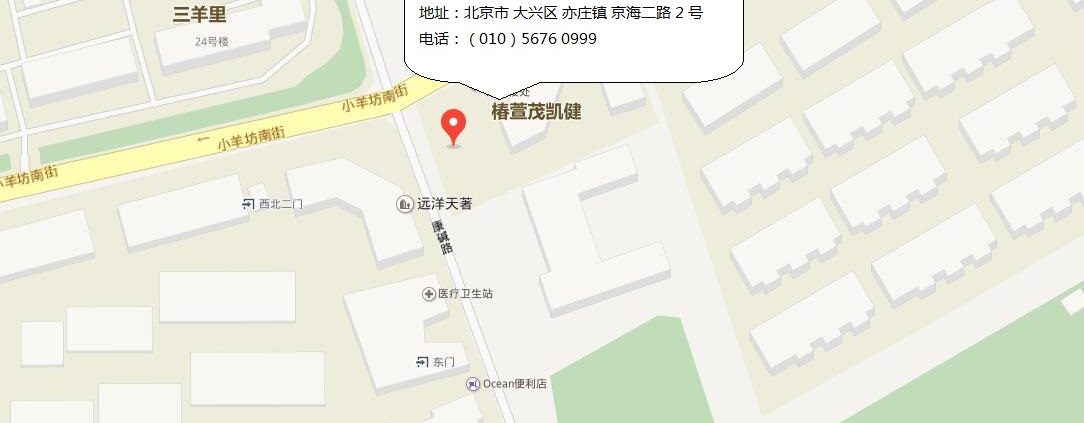 地址：北京市 大兴区 亦庄镇 京海二路 2 号
电话：（010）5676 0999
三羊里
24号楼
小羊坊南街
处
椿萱茂凯健
小羊坊南街
小羊坊南街
西北二门
远洋天著
康碱路
医疗卫生站
东门
Ocean便利店